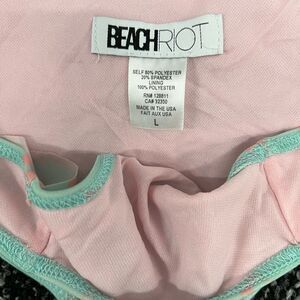 BEACHRIOT
SELF 80% POLYESTER
20% SPANDEX
LINING
100% POLYESTER
RN# 128811
CA# 32350
MADE IN THE USA
FAIT AUX USA
L